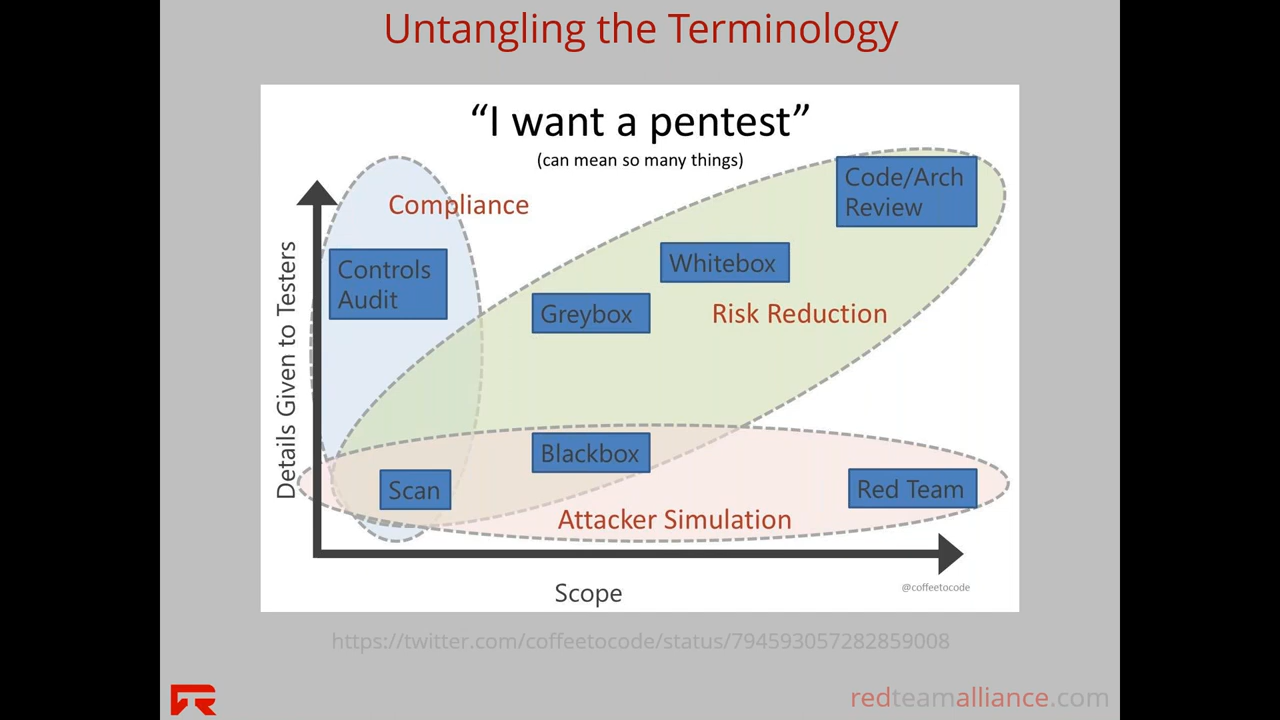 Untangling the Terminology
“I want a pentest”
(can mean so many things)
Compliance
Code/Arch
Review
Controls
Audit
Whitebox
Greybox
Risk Reduction
Details Given to Testers
Blackbox
Scan
Red Team
Attacker Simulation
Scope
@coffeetocode
https://twitter.com/coffeetocode/status/794593057282859008
redteamalliance.com